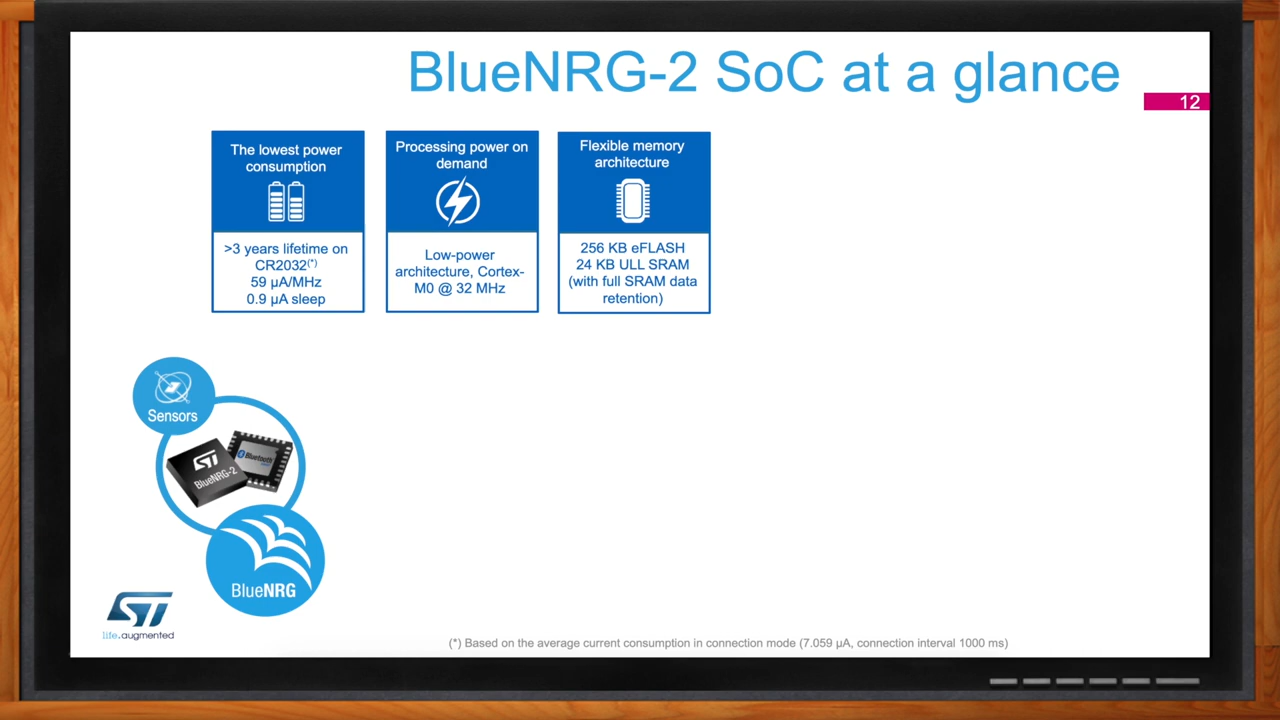 BlueNRG-2 SoC at a glance
12
The lowest power
consumption
>3 years lifetime on
CR2032(*)
59 µA/MHz
0.9 µA sleep
Processing power on
demand
Low-power
architecture, Cortex-
M0 @ 32 MHz
Flexible memory
architecture
256 KB eFLASH
24 KB ULL SRAM
(with full SRAM data
retention)
Sensors
ST
BlueNRG-2
Bluetooth
BlueNRG
ST
life.augmented
(*) Based on the average current consumption in connection mode (7.059 µA, connection interval 1000 ms)